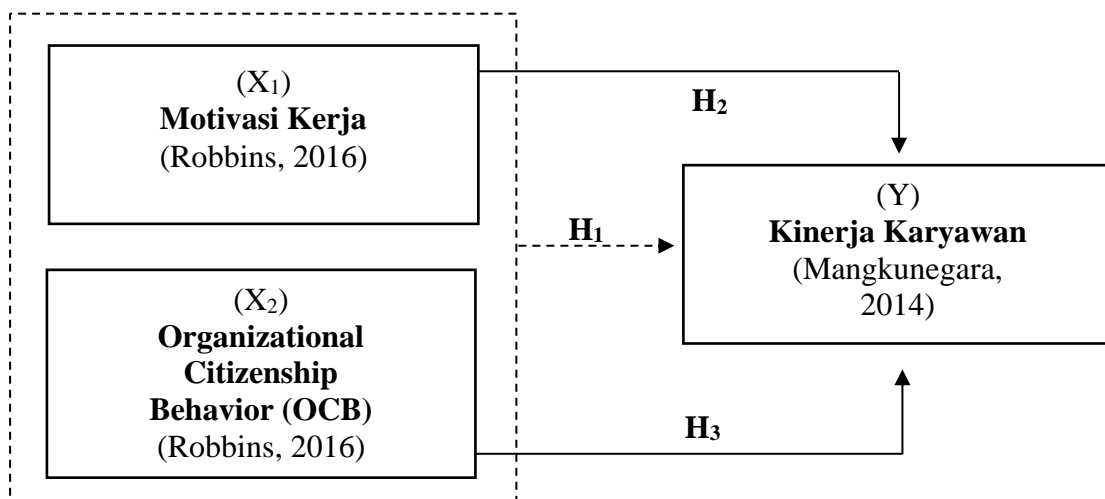 (X₁)
Motivasi Kerja
(Robbins, 2016)
H₂
(Y)
Kinerja Karyawan
(Mangkunegara,
2014)
H₁
(X₂)
Organizational
Citizenship
Behavior (OCB)
(Robbins, 2016)
H₃